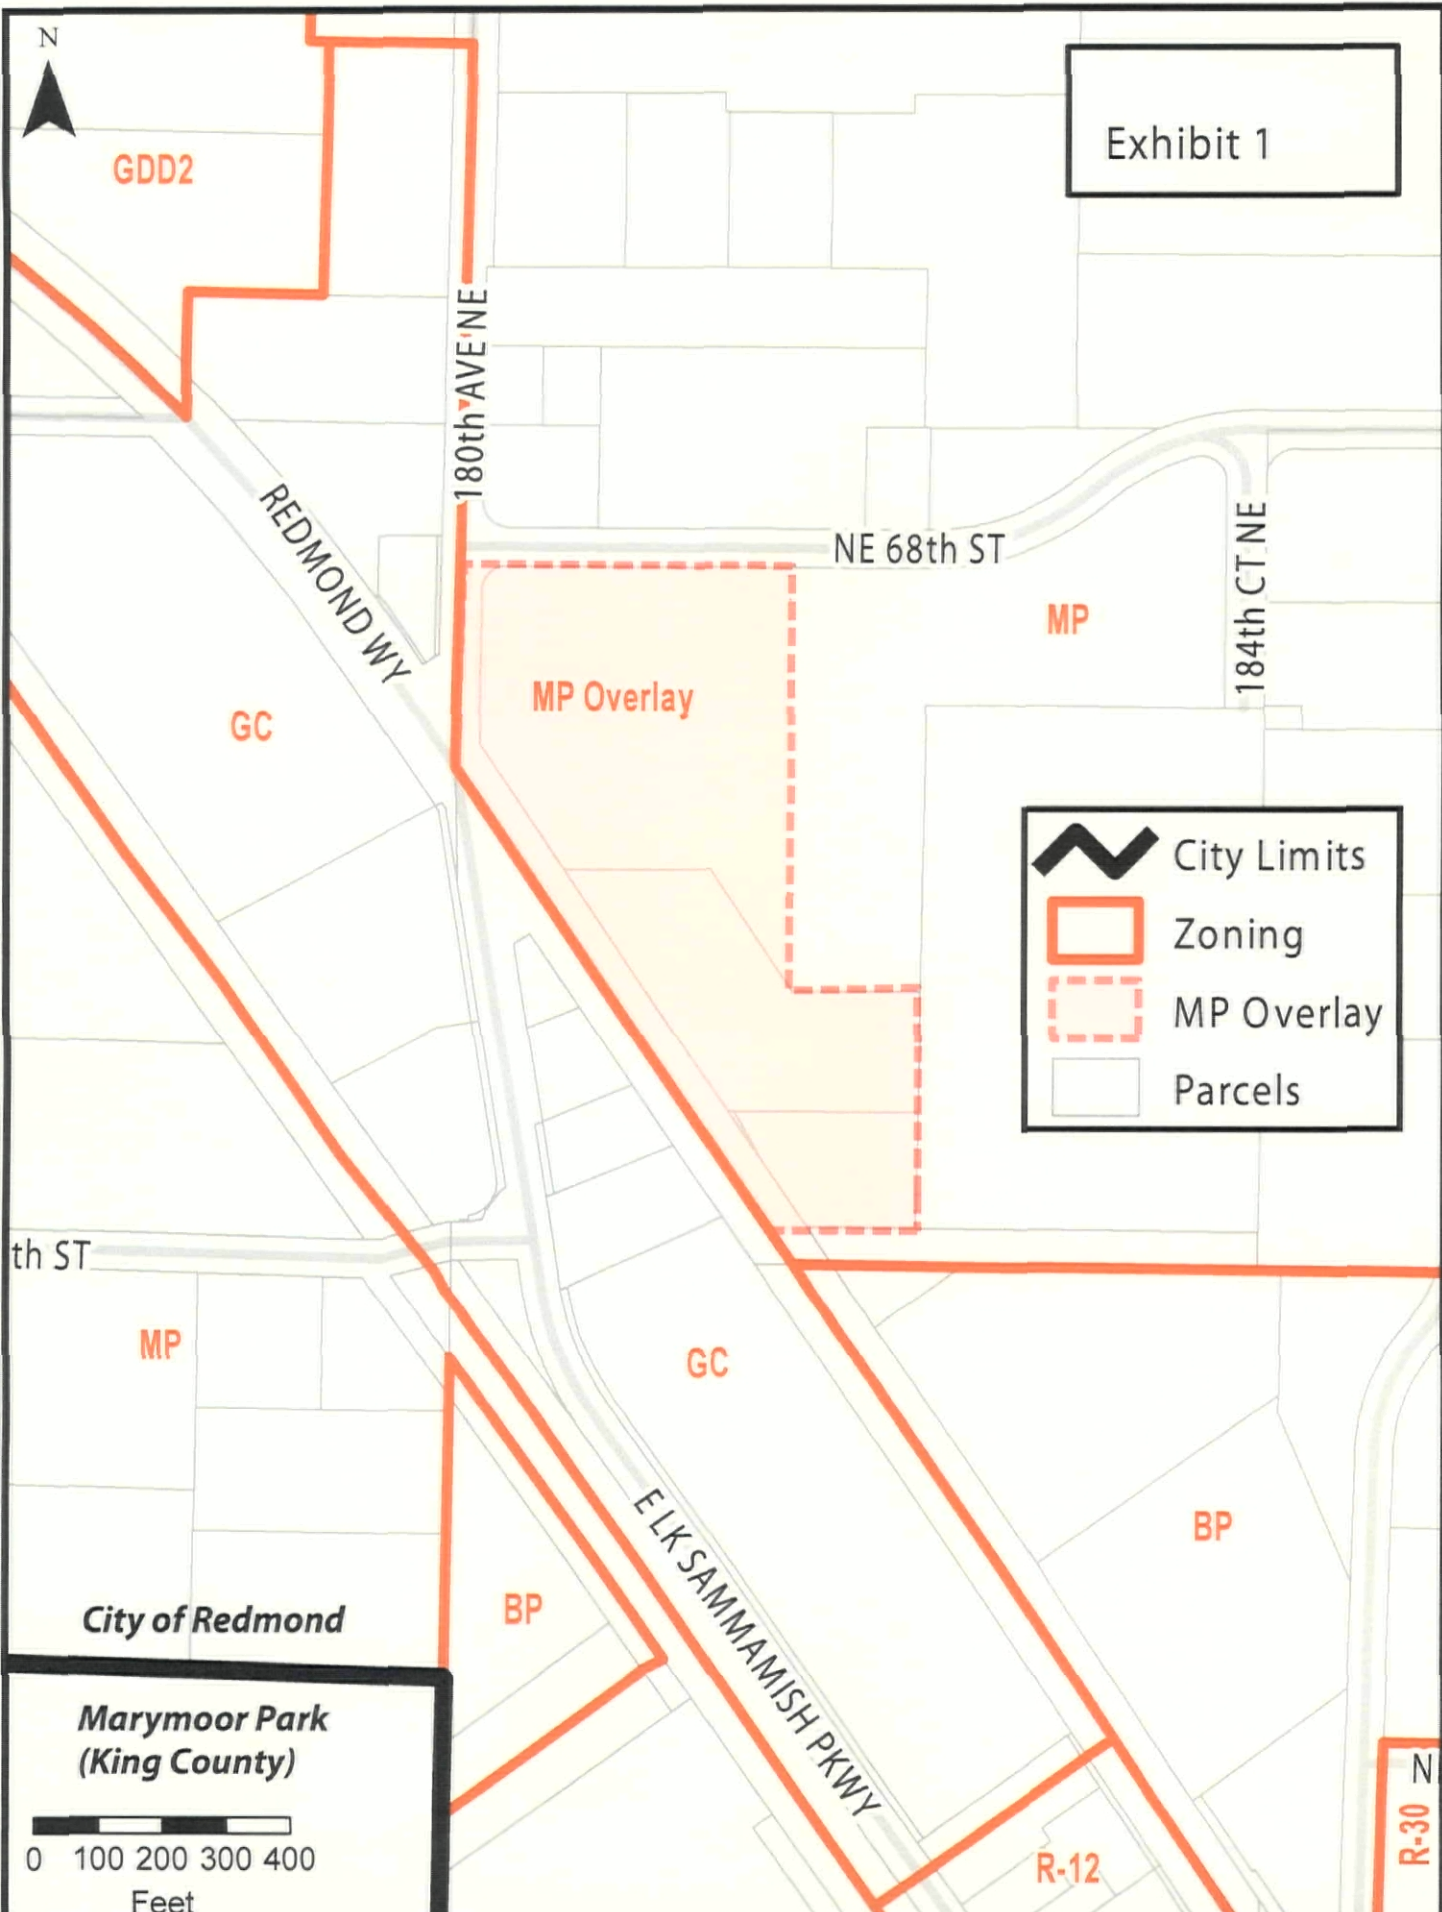 N
Exhibit 1
GDD2
180th AVE NE
REDMOND WY
NE 68th ST
184th CT NE
MP
MP Overlay
GC
City Limits
Zoning
MP Overlay
Parcels
th ST
MP
GC
BP
E LK SAMMAMISH PKWY
BP
City of Redmond
Marymoor Park
(King County)
0 100 200 300 400
Feet
N
R-30
R-12